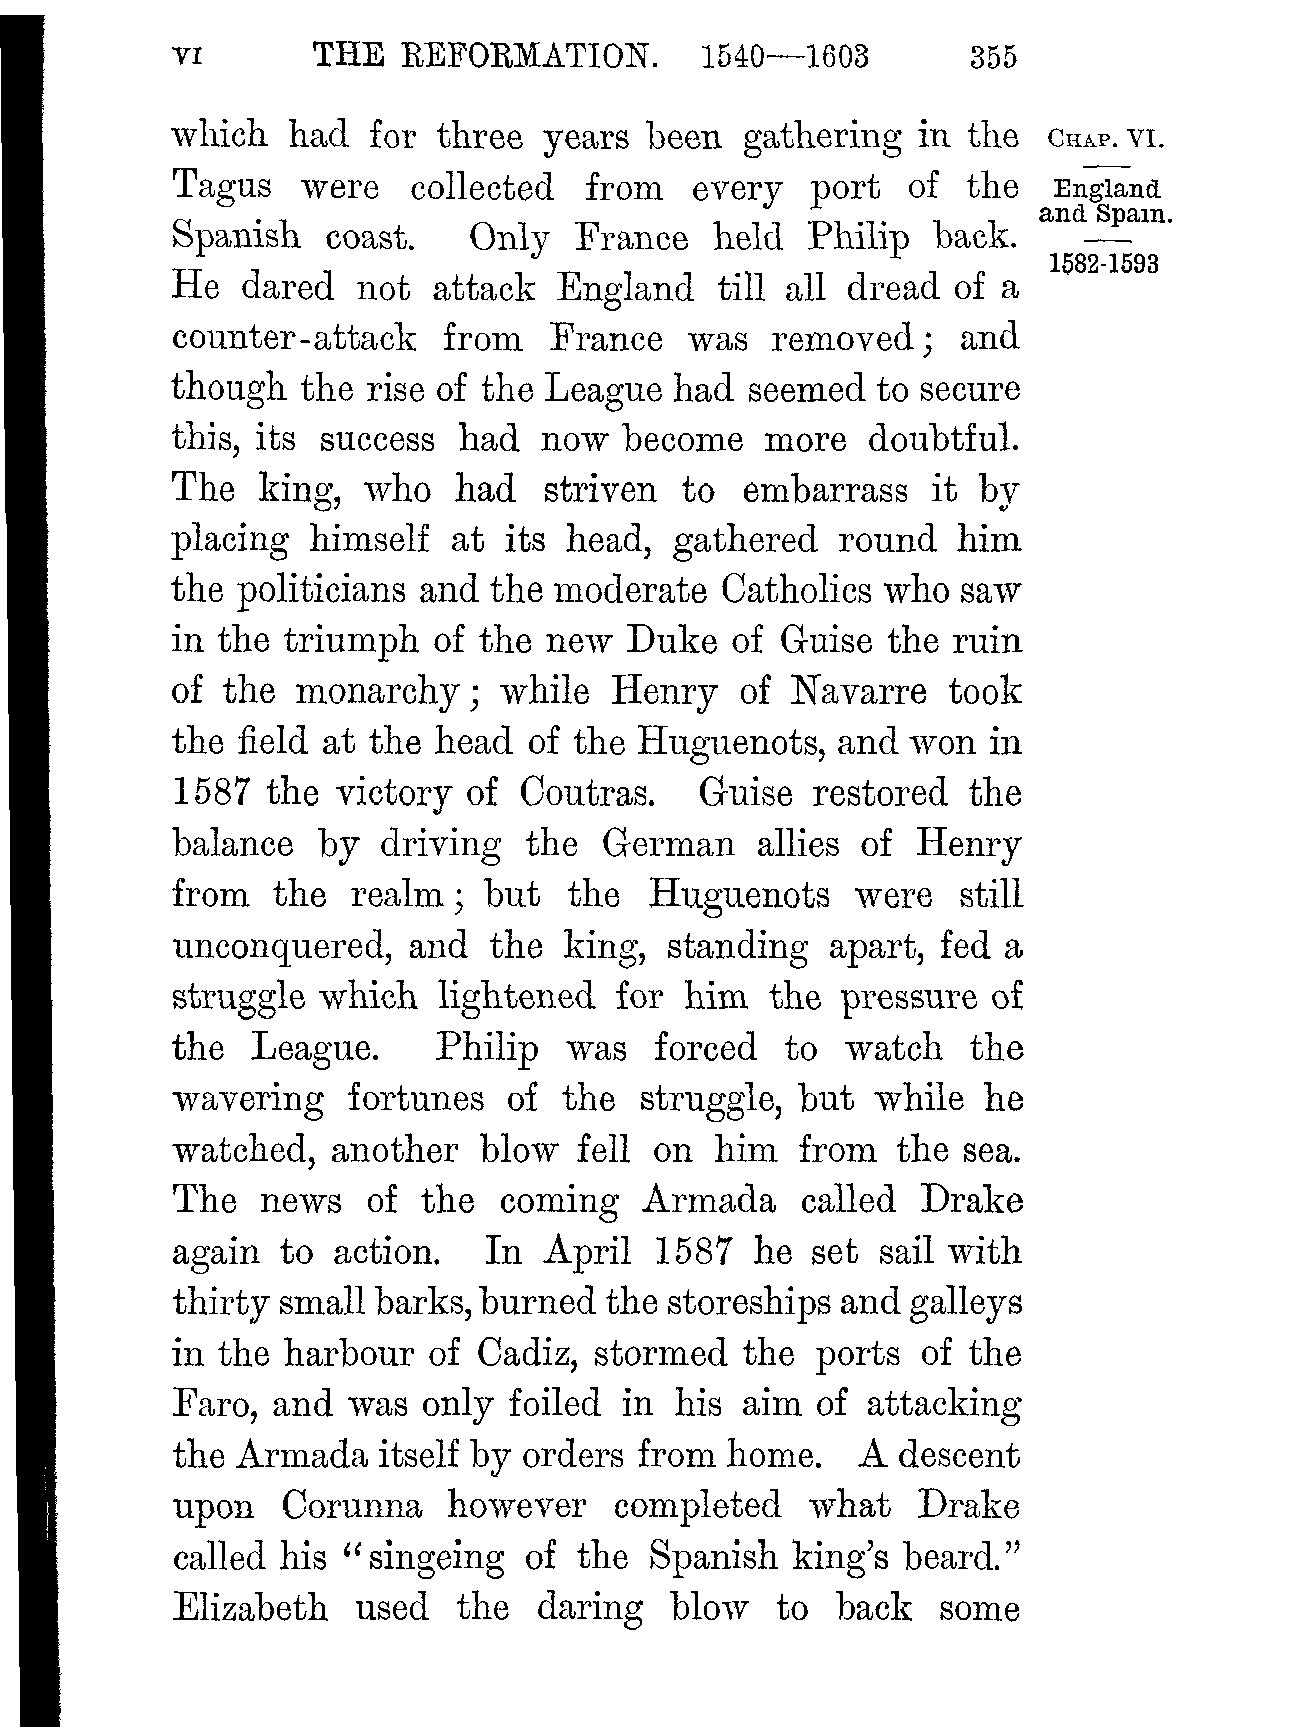 VI THE REFORMATION. 1540—1603 355
which had for three years been gathering in the
Tagus were collected from every port of the
Spanish coast. Only France held Philip back.
He dared not attack England till all dread of a
counter-attack from France was removed; and
though the rise of the League had seemed to secure
this, its success had now become more doubtful.
The king, who had striven to embarrass it by
placing himself at its head, gathered round him
the politicians and the moderate Catholics who saw
in the triumph of the new Duke of Guise the ruin
of the monarchy; while Henry of Navarre took
the field at the head of the Huguenots, and won in
1587 the victory of Coutras. Guise restored the
balance by driving the German allies of Henry
from the realm; but the Huguenots were still
unconquered, and the king, standing apart, fed a
struggle which lightened for him the pressure of
the League. Philip was forced to watch the
wavering fortunes of the struggle, but while he
watched, another blow fell on him from the sea.
The news of the coming Armada called Drake
again to action. In April 1587 he set sail with
thirty small barks, burned the storeships and galleys
in the harbour of Cadiz, stormed the ports of the
Faro, and was only foiled in his aim of attacking
the Armada itself by orders from home. A descent
upon Corunna however completed what Drake
called his "singeing of the Spanish king's beard."
Elizabeth used the daring blow to back some
CHAP. VI.
England
and Spain.
1582-1593